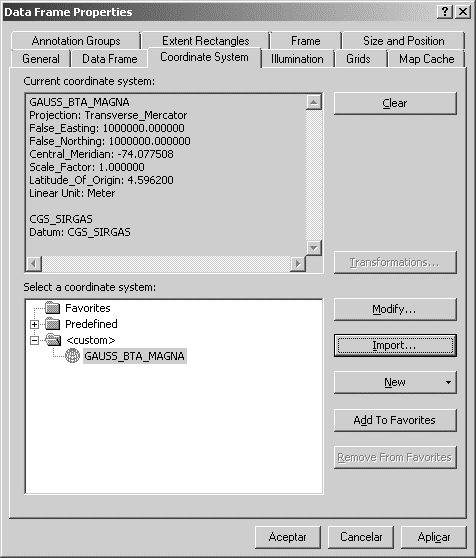 Data Frame Properties
Annotation Groups Extent Rectangles Frame Size and Position
General Data Frame Coordinate System Illumination Grids Map Cache
Current coordinate system:
GAUSS_BTA_MAGNA
Projection: Transverse_Mercator
False_Easting: 1000000.000000
False_Northing: 1000000.000000
Central_Meridian: -74.077508
Scale_Factor: 1.000000
Latitude_Of_Origin: 4.596200
Linear Unit: Meter
CGS_SIRGAS
Datum: CGS_SIRGAS
Clear
Transformations...
Select a coordinate system:
Favorites
Predefined
<custom>
GAUSS_BTA_MAGNA
Modify...
Import...
New
Add To Favorites
Remove From Favorites
Aceptar Cancelar Aplicar